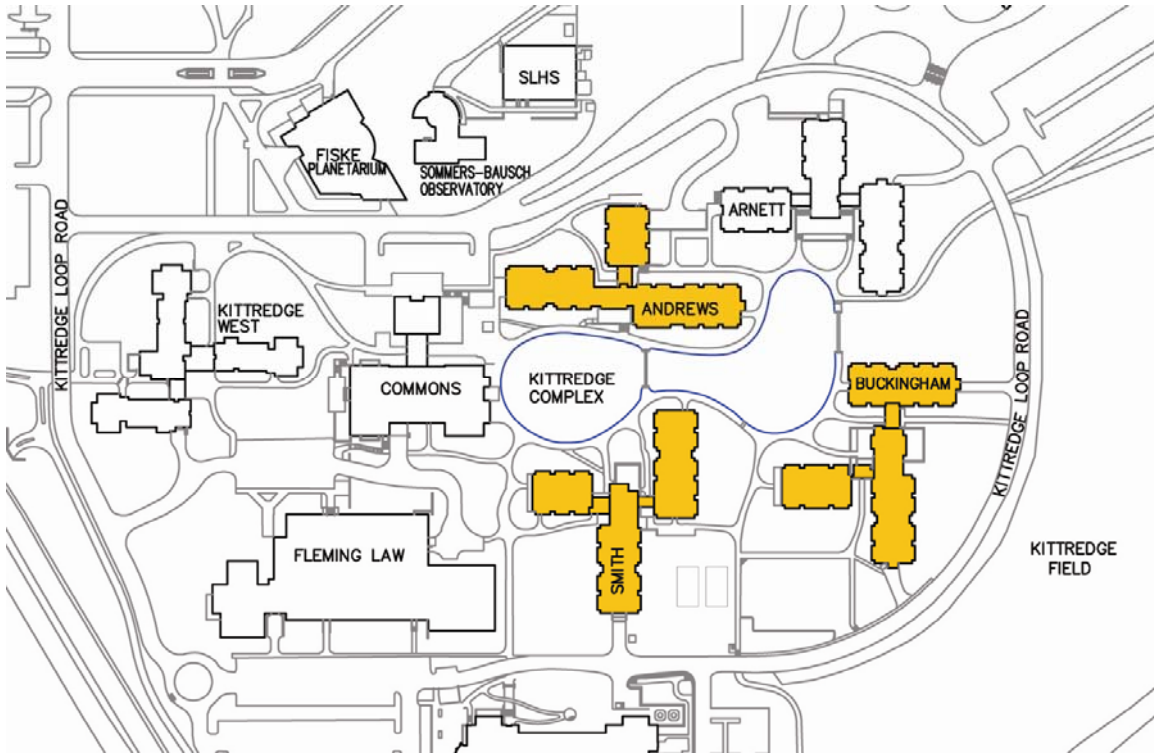 SLHS
FISKE
PLANETARIUM
SOMMERS-BAUSCH
OBSERVATORY
ARNETT
KITTREDGE LOOP ROAD
KITTREDGE
WEST
ANDREWS
COMMONS
KITTREDGE
COMPLEX
BUCKINGHAM
KITTREDGE LOOP ROAD
FLEMING LAW
SMITH
KITTREDGE
FIELD